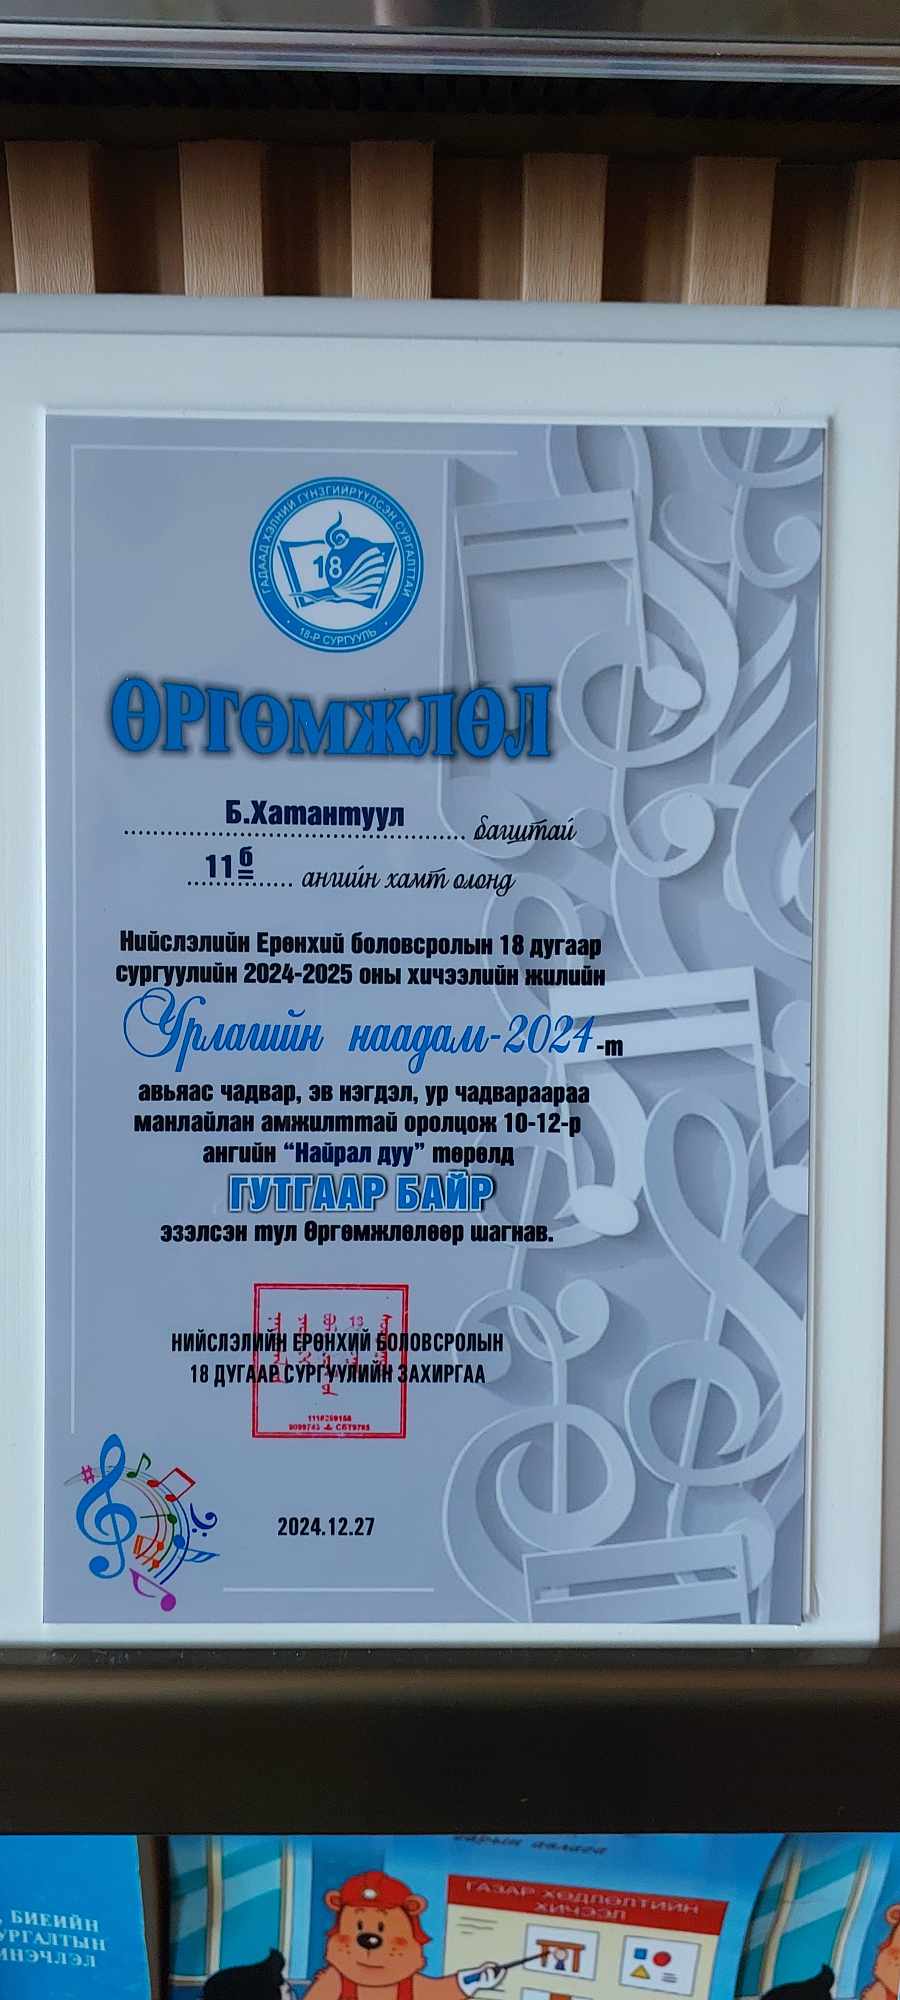 ГАДААД ХЭЛНИЙ ГҮНЗГИЙРҮҮЛСЭН СУРГАЛТТАЙ
18
18-Р СУРГУУЛЬ
ӨРГӨМЖЛӨЛ
Б.Хатантуул багштай
11б ангийн хамт олонд
Нийслэлийн Ерөнхий боловсролын 18 дугаар
сургуулийн 2024-2025 оны хичээлийн жилийн
Урлагийн наадам-2024-т
авьяас чадвар, эв нэгдэл, ур чадвараараа
манлайлан амжилттай оролцож 10-12-р
ангийн “Найрал дуу” төрөлд
ГУТГААР БАЙР
эзэлсэн тул Өргөмжлөлөөр шагнав.
НИЙСЛЭЛИЙН ЕРӨНХИЙ БОЛОВСРОЛЫН
18 ДУГААР СУРГУУЛИЙН ЗАХИРГАА
2024.12.27
БИЕИЙН
ГАЗАР ХӨДЛӨЛТИЙН
ХИЧЭЭЛ